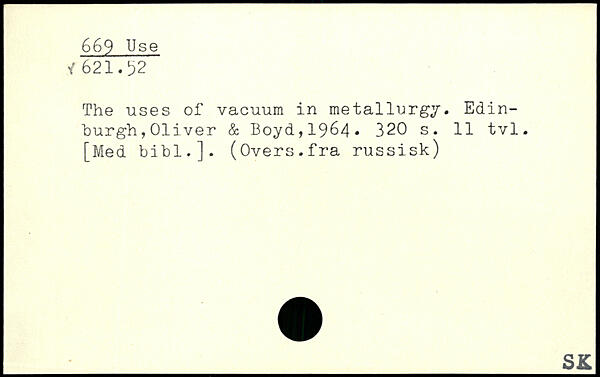 669 Use
√ 621.52
The uses of vacuum in metallurgy. Edin-
burgh,Oliver & Boyd,1964. 320 s. 11 tvl.
[Med bibl.]. (Overs.fra russisk)
SK